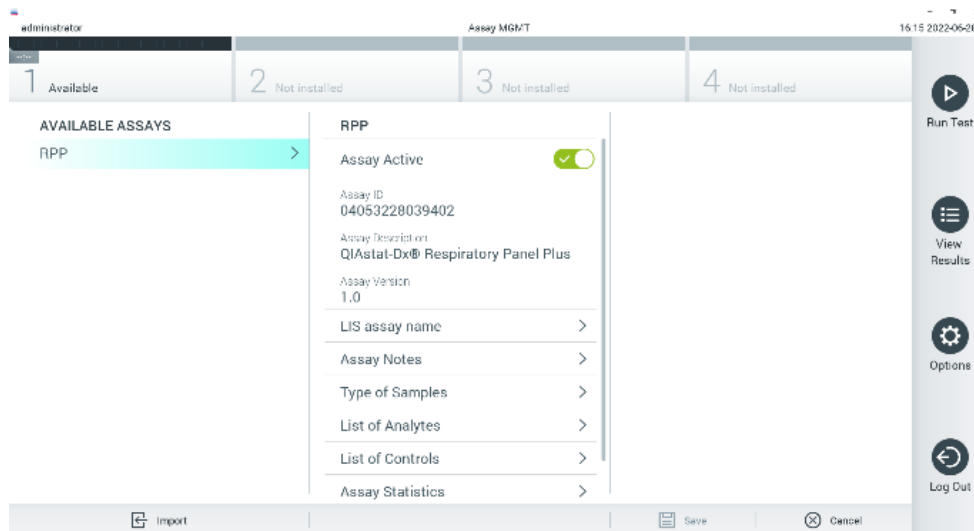 administrator
Assay MGMT
16:15 2022-06-26
1 Available
2 Not installed
3 Not installed
4 Not installed
AVAILABLE ASSAYS
RPP
RPP
Assay Active
Assay ID
04053228039402
Assay Description
QIAstat-Dx® Respiratory Panel Plus
Assay Version
1.0
LIS assay name
Assay Notes
Type of Samples
List of Analytes
List of Controls
Assay Statistics
Run Test
View
Results
Options
Log Out
Import
Save
Cancel